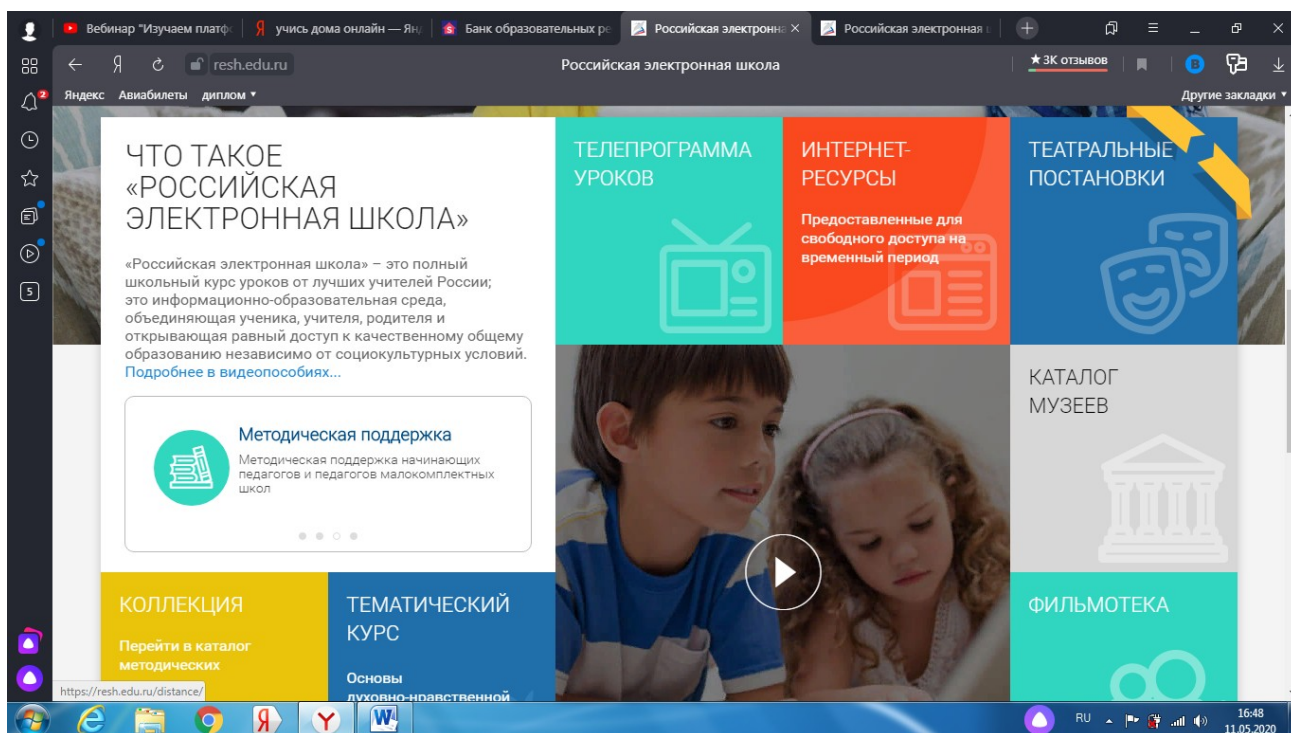 Вебинар "Изучаем платф
учись дома онлайн — Янд
Банк образовательных ре
Российская электронна
Российская электронная
resh.edu.ru
Российская электронная школа
★ 3К отзывов
2
Яндекс Авиабилеты диплом
Другие закладки
5
ЧТО ТАКОЕ
«РОССИЙСКАЯ
ЭЛЕКТРОННАЯ ШКОЛА»
«Российская электронная школа» – это полный
школьный курс уроков от лучших учителей России;
это информационно-образовательная среда,
объединяющая ученика, учителя, родителя и
открывающая равный доступ к качественному общему
образованию независимо от социокультурных условий.
Подробнее в видеопособиях...
Методическая поддержка
Методическая поддержка начинающих
педагогов и педагогов малокомплектных
школ
ТЕЛЕПРОГРАММА
УРОКОВ
ИНТЕРНЕТ-
РЕСУРСЫ
Предоставленные для
свободного доступа на
временный период
ТЕАТРАЛЬНЫЕ
ПОСТАНОВКИ
КАТАЛОГ
МУЗЕЕВ
КОЛЛЕКЦИЯ
Перейти в каталог
методических
ТЕМАТИЧЕСКИЙ
КУРС
Основы
духовно-нравственной
ФИЛЬМОТЕКА
https://resh.edu.ru/distance/
RU
16:48
11.05.2020